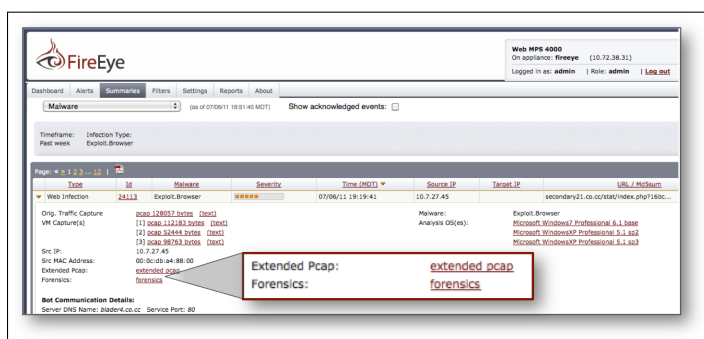 FireEye
Web MPS 4000
On appliance: fireeye (10.72.38.31)
Logged in as: admin | Role: admin | Log out
Dashboard Alerts Summaries Filters Settings Reports About
Malware (as of 07/06/11 19:51:40 MDT) Show acknowledged events:
Timeframe: Infection Type:
Past week Exploit.Browser
Page: « 1 2 3 ... 12 |
Type Id Malware Severity Time (MDT) Source IP Target IP URL / Md5sum
Web Infection 24113 Exploit.Browser 07/06/11 19:19:41 10.7.27.45 secondary21.co.cc/stat/index.php?16bc...
Orig. Traffic Capture pcap 128057 bytes (text) Malware: Exploit.Browser
VM Capture(s) [1] pcap 112183 bytes (text) Analysis OS(es): Microsoft Windows7 Professional 6.1 base
[2] pcap 52444 bytes (text) Microsoft WindowsXP Professional 5.1 sp2
[3] pcap 98763 bytes (text) Microsoft WindowsXP Professional 5.1 sp3
Src IP: 10.7.27.45
Src MAC Address: 00:0c:db:a4:88:00
Extended Pcap: extended pcap
Forensics: forensics
Extended Pcap: extended pcap
Forensics: forensics
Bot Communication Details:
Server DNS Name: blader4.co.cc Service Port: 80